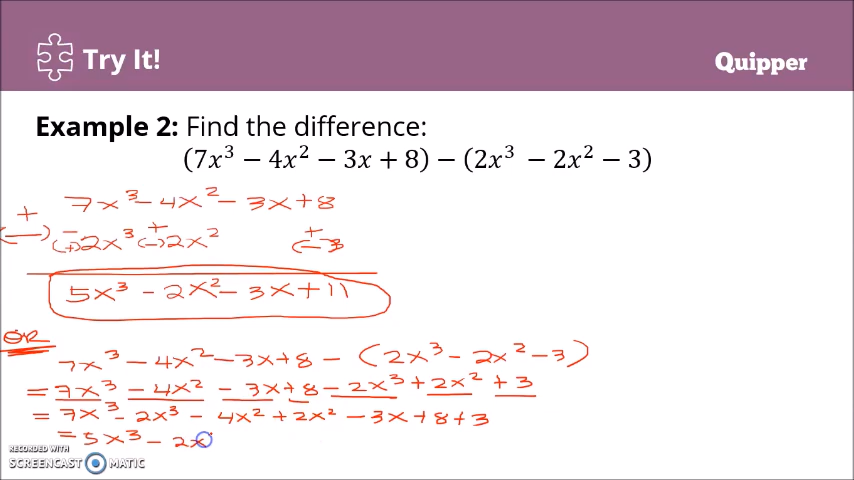 Try It!
Quipper
Example 2: Find the difference:
(7x³ − 4x² − 3x + 8) − (2x³ − 2x² − 3)
7x³ − 4x² − 3x + 8
+ − + +
(−) (+)2x³ (−)2x² (−)3
5x³ − 2x² − 3x + 11
OR
7x³ − 4x² − 3x + 8 − (2x³ − 2x² − 3)
= 7x³ − 4x² − 3x + 8 − 2x³ + 2x² + 3
= 7x³ − 2x³ − 4x² + 2x² − 3x + 8 + 3
= 5x³ − 2x
RECORDED WITH
SCREENCAST MATIC